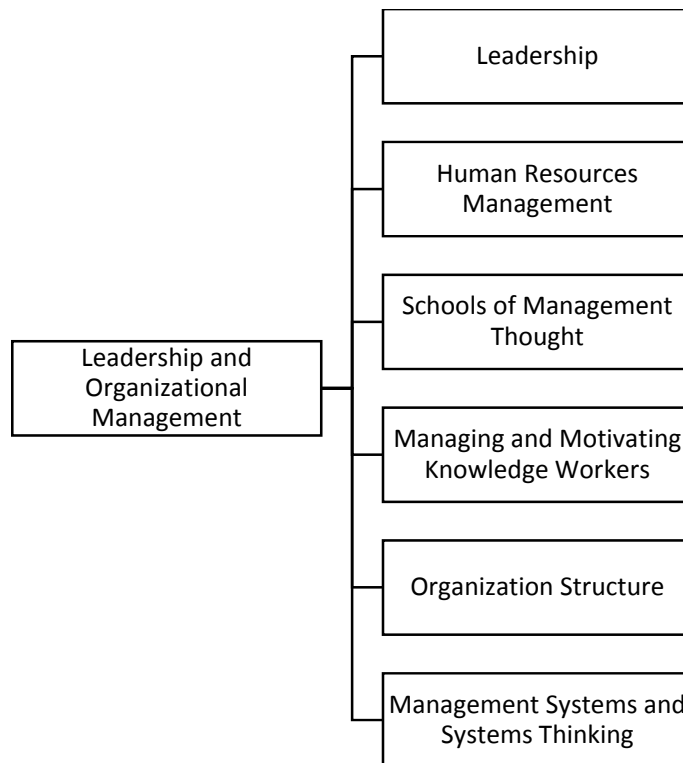 Leadership
Human Resources
Management
Schools of Management
Thought
Leadership and
Organizational
Management
Managing and Motivating
Knowledge Workers
Organization Structure
Management Systems and
Systems Thinking